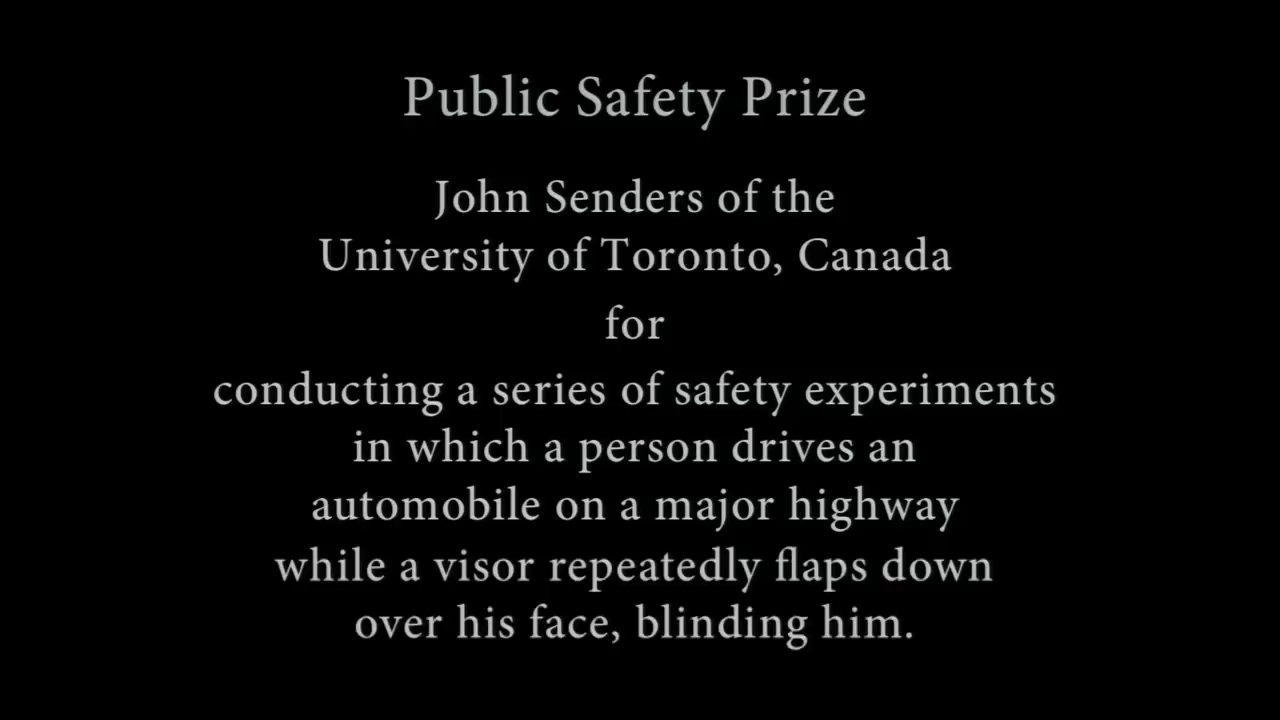 Public Safety Prize
John Senders of the
University of Toronto, Canada
for
conducting a series of safety experiments
in which a person drives an
automobile on a major highway
while a visor repeatedly flaps down
over his face, blinding him.